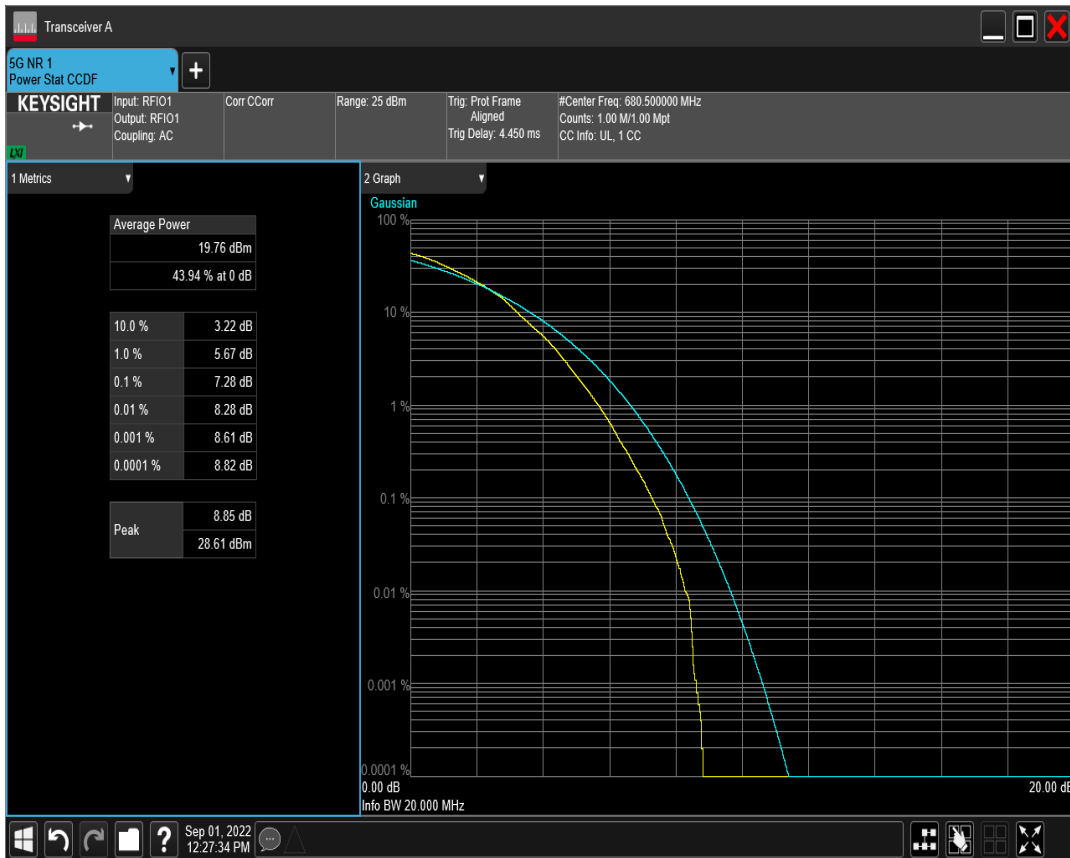 Transceiver A
5G NR 1
Power Stat CCDF
KEYSIGHT
LXI
Input: RFIO1
Output: RFIO1
Coupling: AC
Corr CCorr
Range: 25 dBm
Trig: Prot Frame
Aligned
Trig Delay: 4.450 ms
#Center Freq: 680.500000 MHz
Counts: 1.00 M/1.00 Mpt
CC Info: UL, 1 CC
1 Metrics
Average Power
19.76 dBm
43.94 % at 0 dB
10.0 % 3.22 dB
1.0 % 5.67 dB
0.1 % 7.28 dB
0.01 % 8.28 dB
0.001 % 8.61 dB
0.0001 % 8.82 dB
Peak 8.85 dB
28.61 dBm
2 Graph
Gaussian
100 %
10 %
1 %
0.1 %
0.01 %
0.001 %
0.0001 %
0.00 dB 20.00 dB
Info BW 20.000 MHz
? Sep 01, 2022
12:27:34 PM